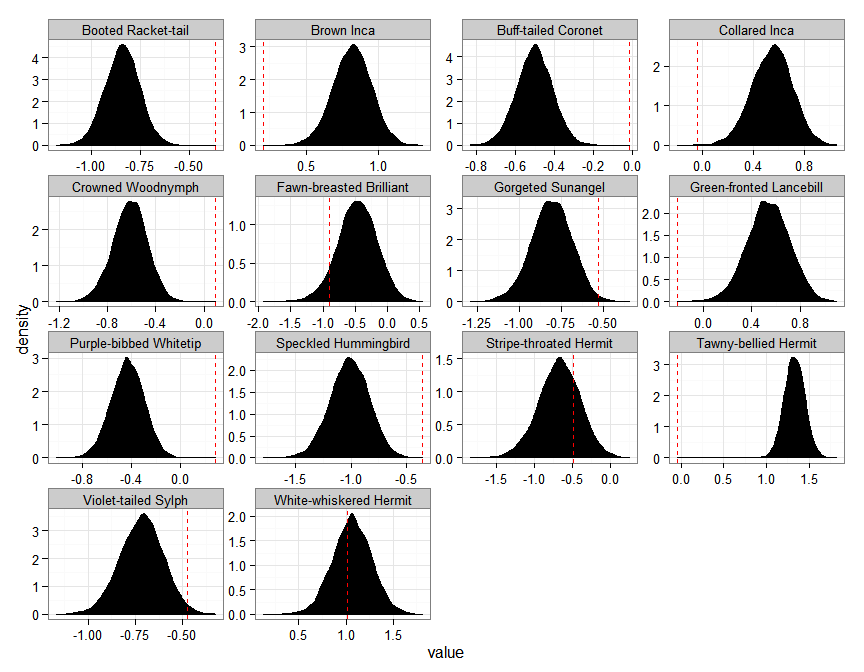 Booted Racket-tail Brown Inca Buff-tailed Coronet Collared Inca
4 3 2 1 0
3 2 1 0
4 3 2 1 0
2 1 0
-1.00 -0.75 -0.50
0.5 1.0
-0.8 -0.6 -0.4 -0.2 0.0
0.0 0.4 0.8
Crowned Woodnymph Fawn-breasted Brilliant Gorgeted Sunangel Green-fronted Lancebill
2 1 0
1.0 0.5 0.0
3 2 1 0
2.0 1.5 1.0 0.5 0.0
-1.2 -0.8 -0.4 0.0
-2.0 -1.5 -1.0 -0.5 0.0 0.5
-1.25 -1.00 -0.75 -0.50
0.0 0.4 0.8
density
Purple-bibbed Whitetip Speckled Hummingbird Stripe-throated Hermit Tawny-bellied Hermit
3 2 1 0
2.0 1.5 1.0 0.5 0.0
1.5 1.0 0.5 0.0
3 2 1 0
-0.8 -0.4 0.0
-1.5 -1.0 -0.5
-1.5 -1.0 -0.5 0.0
0.0 0.5 1.0 1.5
Violet-tailed Sylph White-whiskered Hermit
3 2 1 0
2.0 1.5 1.0 0.5 0.0
-1.00 -0.75 -0.50
0.5 1.0 1.5
value